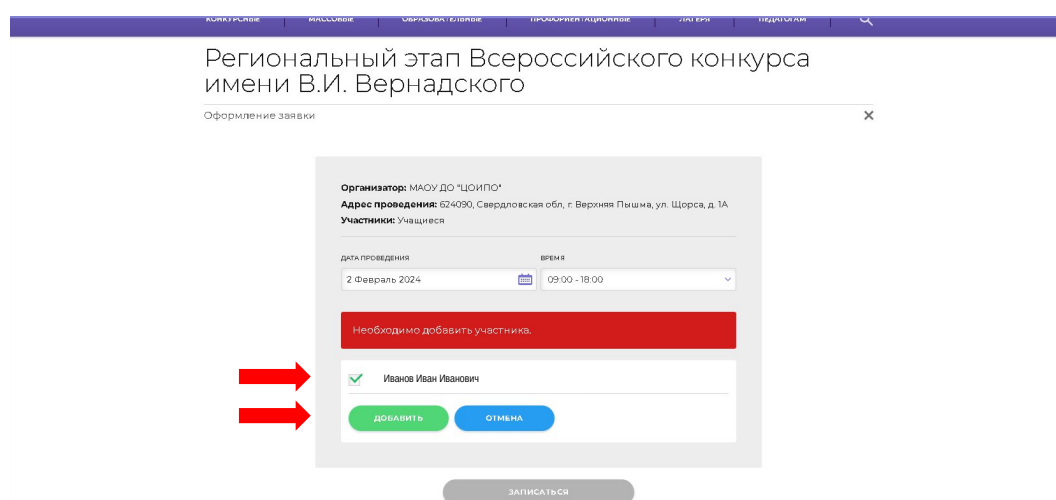 КОНКУРСНЫЕ МАССОВЫЕ ОБРАЗОВАТЕЛЬНЫЕ ПРОФОРИЕНТАЦИОННЫЕ ЛАГЕРЯ ПЕДАГОГАМ
Региональный этап Всероссийского конкурса
имени В.И. Вернадского
Оформление заявки
Организатор: МАОУ ДО "ЦОИПО"
Адрес проведения: 624090, Свердловская обл, г. Верхняя Пышма, ул. Щорса, д. 1А
Участники: Учащиеся
ДАТА ПРОВЕДЕНИЯ ВРЕМЯ
2 Февраль 2024 09:00 - 18:00
Необходимо добавить участника.
Иванов Иван Иванович
ДОБАВИТЬ ОТМЕНА
ЗАПИСАТЬСЯ